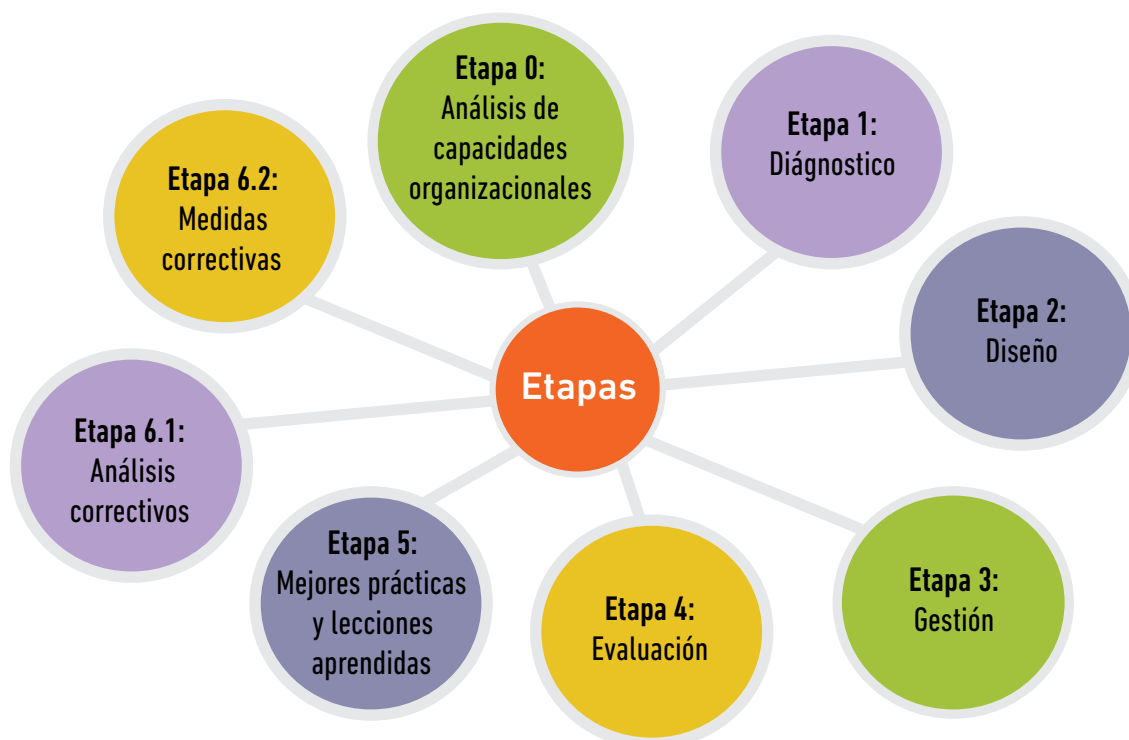 Etapa 0:
Análisis de
capacidades
organizacionales
Etapa 1:
Diágnostico
Etapa 2:
Diseño
Etapa 3:
Gestión
Etapa 4:
Evaluación
Etapa 5:
Mejores prácticas
y lecciones
aprendidas
Etapa 6.1:
Análisis
correctivos
Etapa 6.2:
Medidas
correctivas
Etapas